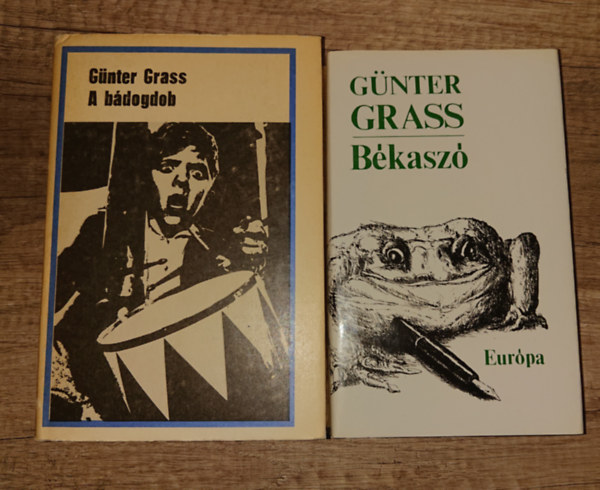 Günter Grass
A bádogdob
GÜNTER
GRASS
Békaszó
Európa